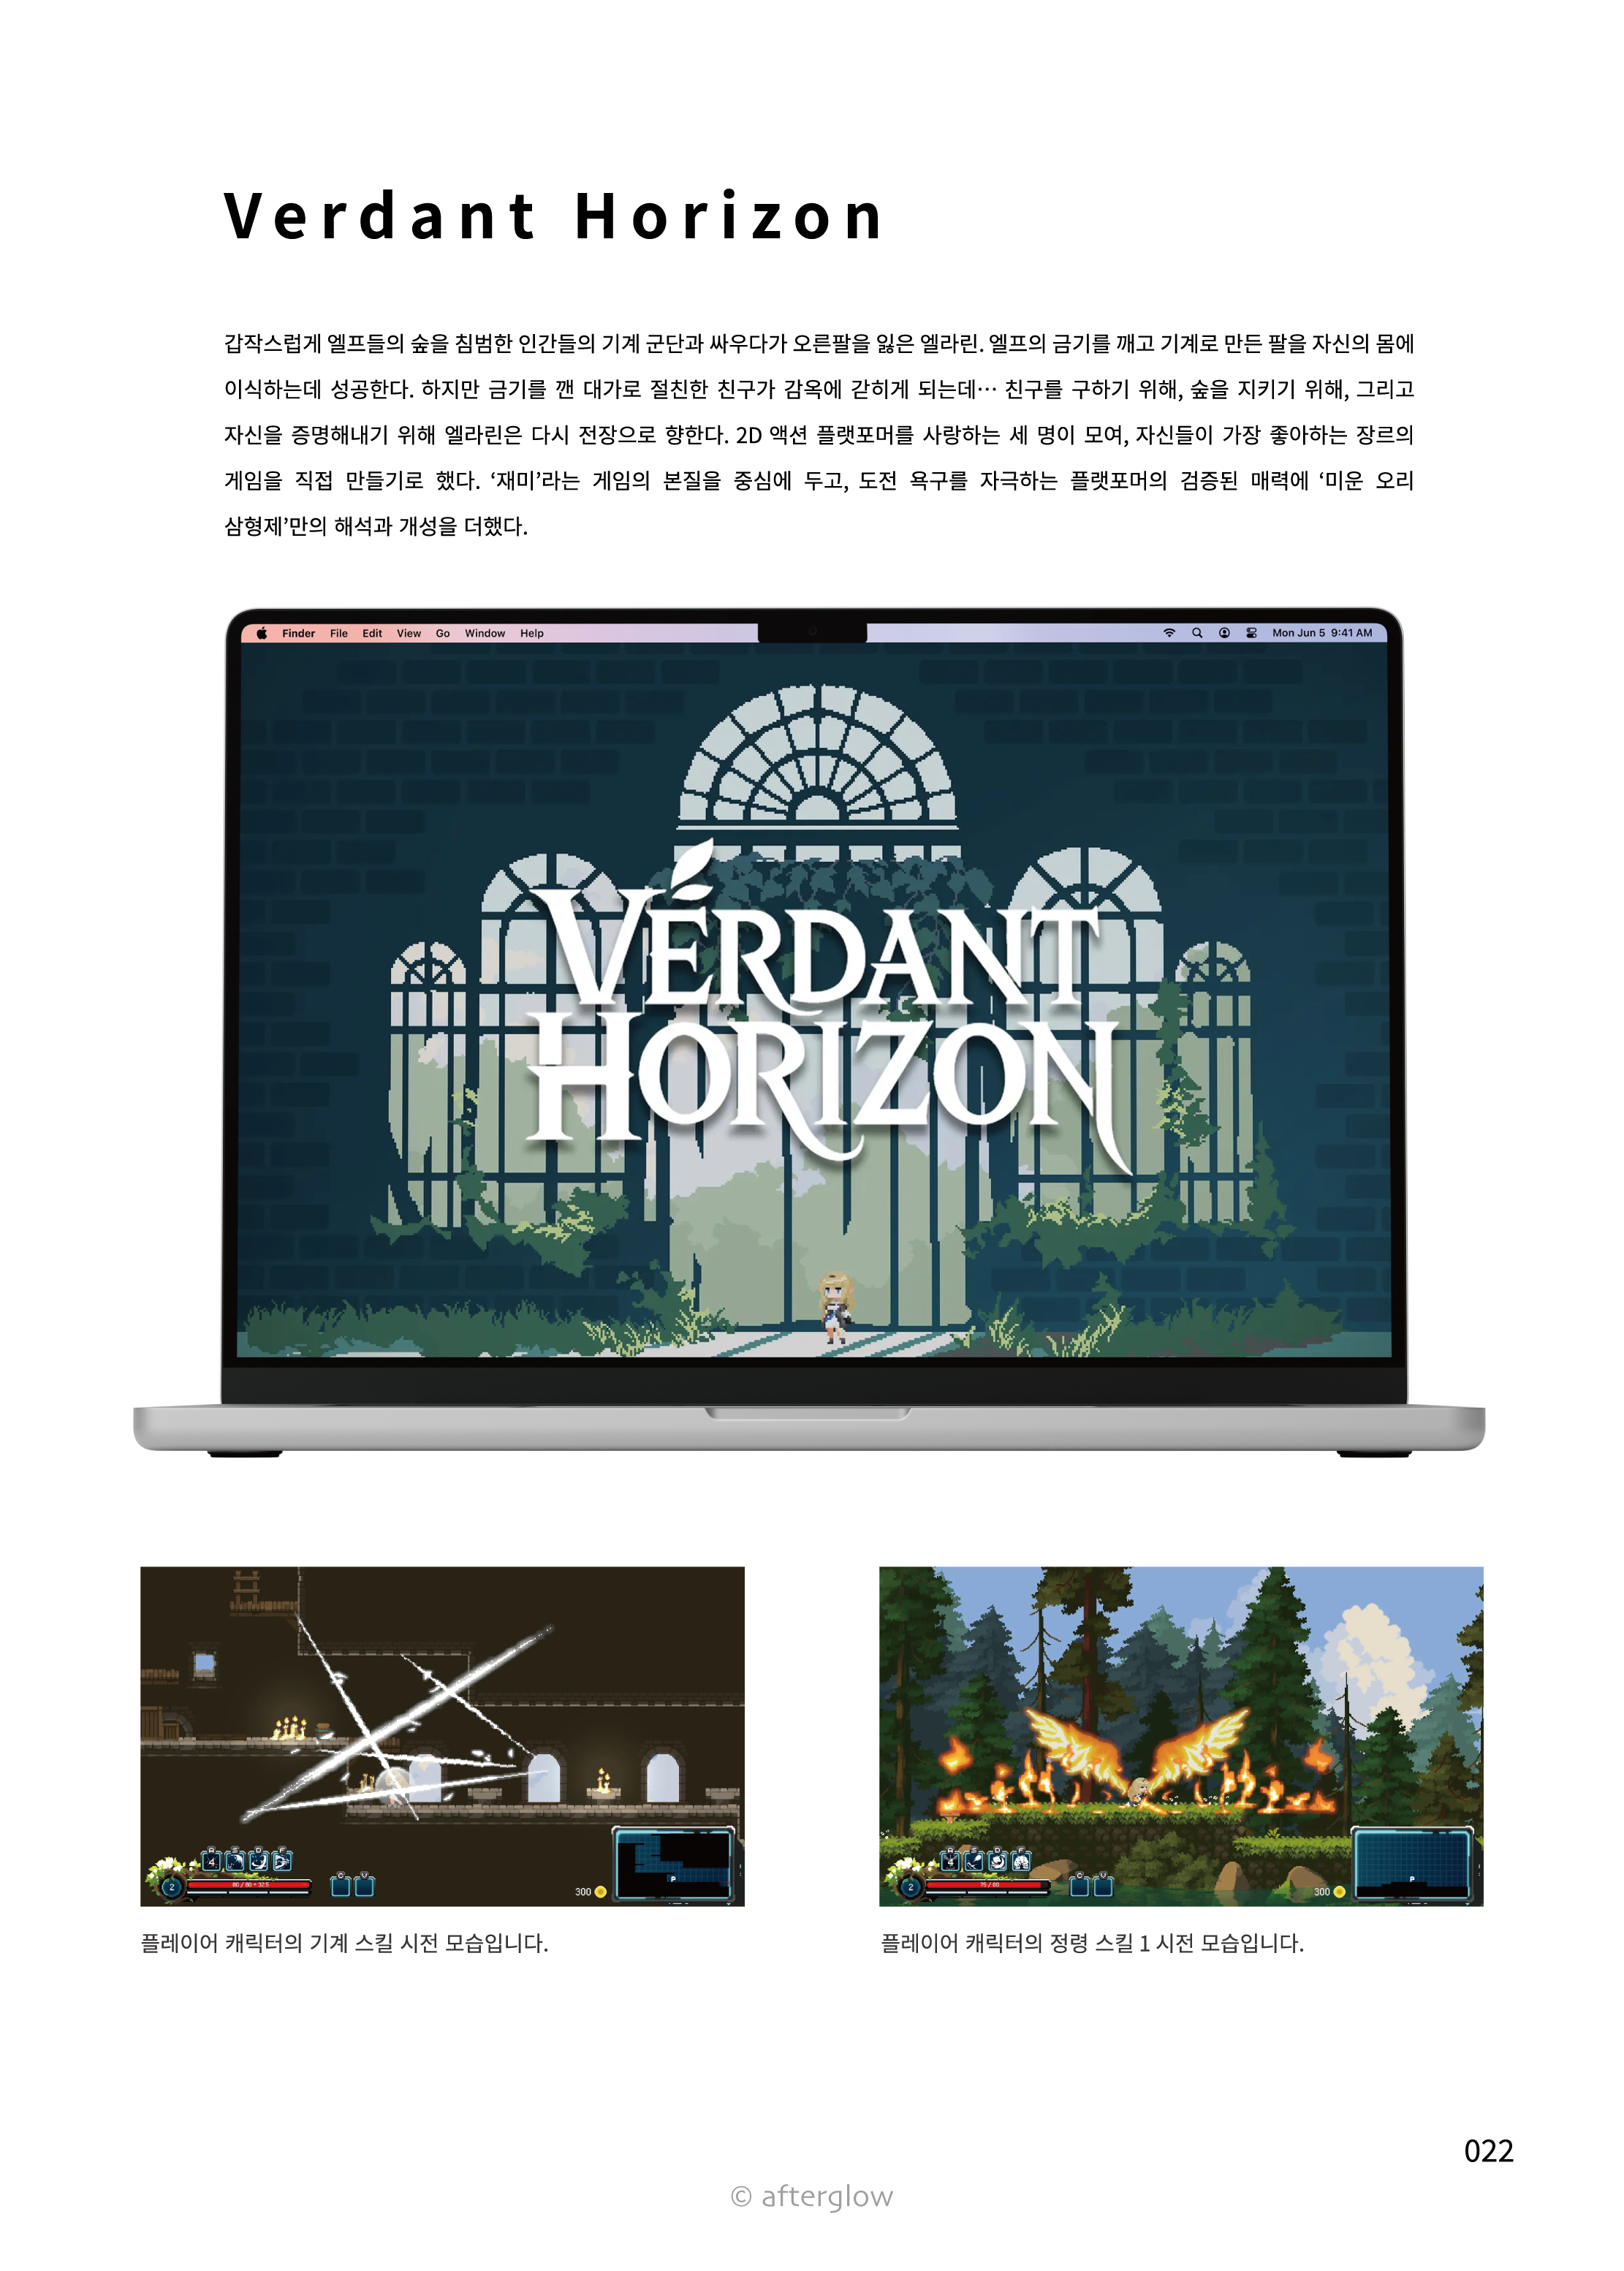 Verdant Horizon
갑작스럽게 엘프들의 숲을 침범한 인간들의 기계 군단과 싸우다가 오른팔을 잃은 엘라린. 엘프의 금기를 깨고 기계로 만든 팔을 자신의 몸에
이식하는데 성공한다. 하지만 금기를 깬 대가로 절친한 친구가 감옥에 갇히게 되는데… 친구를 구하기 위해, 숲을 지키기 위해, 그리고
자신을 증명해내기 위해 엘라린은 다시 전장으로 향한다. 2D 액션 플랫포머를 사랑하는 세 명이 모여, 자신들이 가장 좋아하는 장르의
게임을 직접 만들기로 했다. ‘재미’라는 게임의 본질을 중심에 두고, 도전 욕구를 자극하는 플랫포머의 검증된 매력에 ‘미운 오리
삼형제’만의 해석과 개성을 더했다.
Finder File Edit View Go Window Help Mon Jun 5 9:41 AM
VERDANT
HORIZON
2
300
P
2
75 / 80
300
P
플레이어 캐릭터의 기계 스킬 시전 모습입니다.
플레이어 캐릭터의 정령 스킬 1 시전 모습입니다.
022
© afterglow